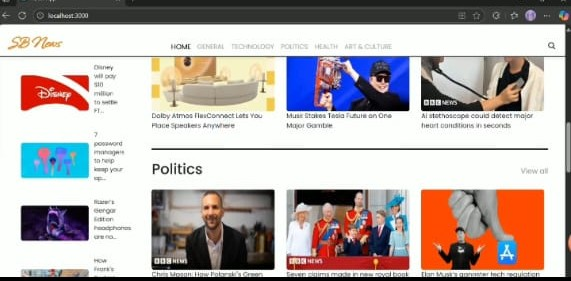 localhost:3000
SB News
HOME GENERAL TECHNOLOGY POLITICS HEALTH ART & CULTURE
Disney
will pay
$10
million
to settle
FT...
Disney
7
password
managers
to help
keep your
ap...
Razer's
Gengar
Edition
headphones
are no...
How
Frank's
Dolby Atmos FlexConnect Lets You
Place Speakers Anywhere
Musk Stakes Tesla Future on One
Major Gamble
BBC NEWS
AI stethoscope could detect major
heart conditions in seconds
Politics
View all
BBC NEWS
Chris Mason: How Polanski's Green
BBC NEWS
Seven claims made in new royal book
Elon Musk's gangster tech regulation